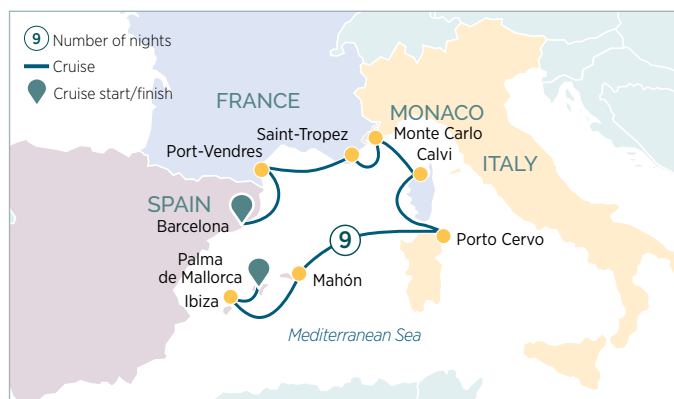 9 Number of nights
Cruise
Cruise start/finish
FRANCE
MONACO
Saint-Tropez
Monte Carlo
Port-Vendres
Calvi
ITALY
SPAIN
Barcelona
9
Porto Cervo
Palma
de Mallorca
Mahón
Ibiza
Mediterranean Sea